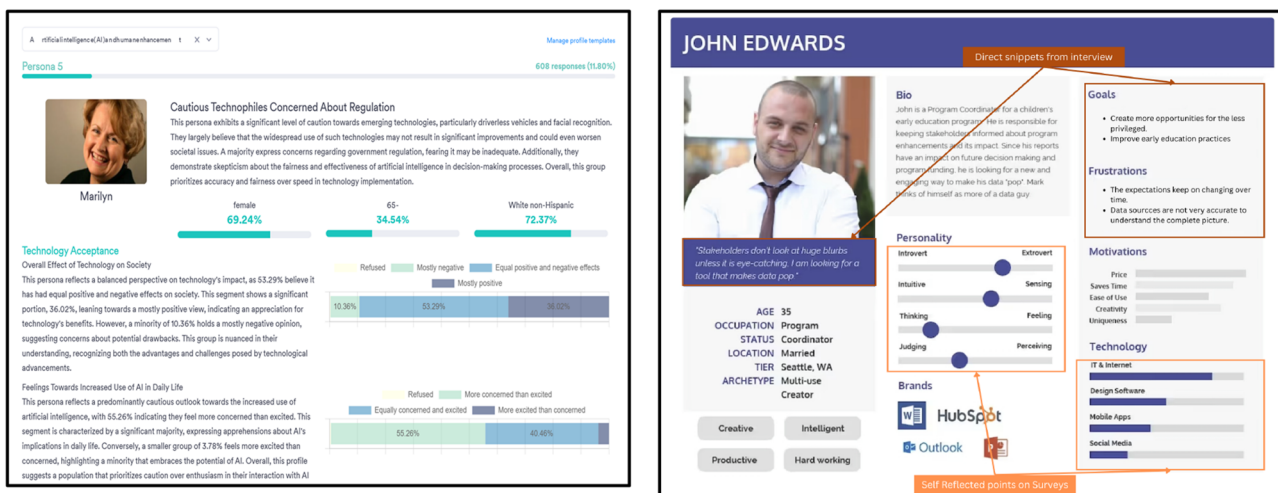 A rtificialintelligence(AI)andhumanenhancemen t X
Manage profile templates
Persona 5
608 responses (11.80%)
Marilyn
Cautious Technophiles Concerned About Regulation
This persona exhibits a significant level of caution towards emerging technologies, particularly driverless vehicles and facial recognition.
They largely believe that the widespread use of such technologies may not result in significant improvements and could even worsen
societal issues. A majority express concerns regarding government regulation, fearing it may be inadequate. Additionally, they
demonstrate skepticism about the fairness and effectiveness of artificial intelligence in decision-making processes. Overall, this group
prioritizes accuracy and fairness over speed in technology implementation.
female
69.24%
65-
34.54%
White non-Hispanic
72.37%
Technology Acceptance
Overall Effect of Technology on Society
This persona reflects a balanced perspective on technology's impact, as 53.29% believe it
has had equal positive and negative effects on society. This segment shows a significant
portion, 36.02%, leaning towards a mostly positive view, indicating an appreciation for
technology's benefits. However, a minority of 10.36% holds a mostly negative opinion,
suggesting concerns about potential drawbacks. This group is nuanced in their
understanding, recognizing both the advantages and challenges posed by technological
advancements.
Refused Mostly negative Equal positive and negative effects
Mostly positive
10.36% 53.29% 36.02%
Feelings Towards Increased Use of AI in Daily Life
This persona reflects a predominantly cautious outlook towards the increased use of
artificial intelligence, with 55.26% indicating they feel more concerned than excited. This
segment is characterized by a significant majority, expressing apprehensions about AI's
implications in daily life. Conversely, a smaller group of 3.78% feels more excited than
concerned, highlighting a minority that embraces the potential of AI. Overall, this profile
suggests a population that prioritizes caution over enthusiasm in their interaction with AI
Refused More concerned than excited
Equally concerned and excited More excited than concerned
55.26% 40.46%
JOHN EDWARDS
Direct snippets from interview
"Stakeholders don't look at huge blurbs
unless it is eye-catching. I am looking for a
tool that makes data pop."
AGE 35
OCCUPATION Program
STATUS Coordinator
LOCATION Married
TIER Seattle, WA
ARCHETYPE Multi-use
Creator
Creative Intelligent
Productive Hard working
Bio
John is a Program Coordinator for a children's
early education program. He is responsible for
keeping stakeholders informed about program
enhancements and its impact. Since his reports
have an impact on future decision making and
program funding, he is looking for a new and
engaging way to make his data "pop". Mark
thinks of himself as more of a data guy
Personality
Introvert Extrovert
Intuitive Sensing
Thinking Feeling
Judging Perceiving
Brands
W HubSpot
Outlook P
Goals
• Create more opportunities for the less
privileged.
• Improve early education practices
Frustrations
• The expectations keep on changing over
time.
• Data sourcces are not very accurate to
understand the complete picture.
Motivations
Price
Saves Time
Ease of Use
Creativity
Uniqueness
Technology
IT & Internet
Design Software
Mobile Apps
Social Media
Self Reflected points on Surveys